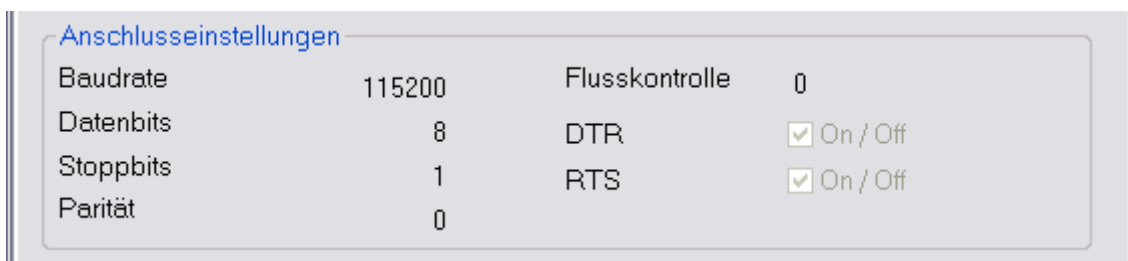 Anschlusseinstellungen
Baudrate 115200 Flusskontrolle 0
Datenbits 8 DTR On / Off
Stoppbits 1 RTS On / Off
Parität 0